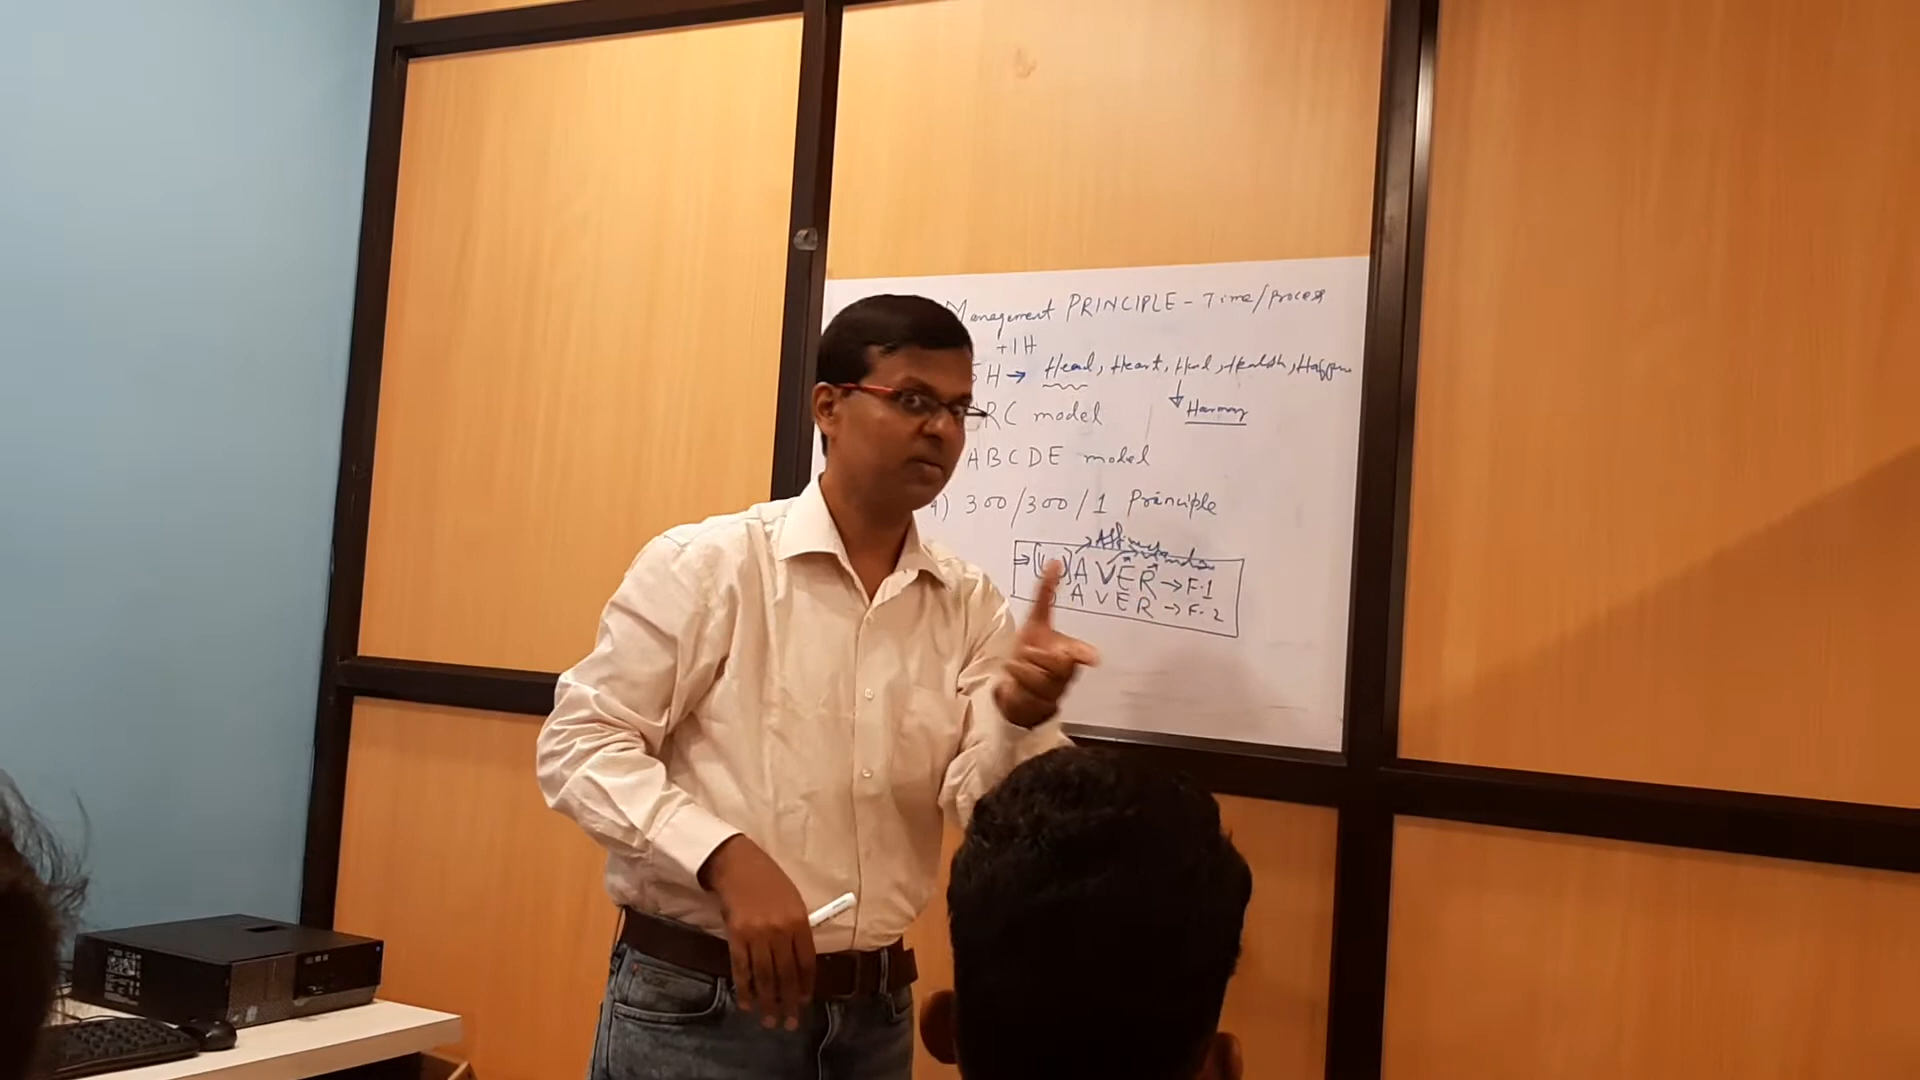 Management PRINCIPLE - Time/Process
+1H
5H → Head, Heart, Hand, Health, Happine
Harmony
RC model
ABCDE model
4) 300/300/1 Principle
AVER → F.1
AVER → F.2